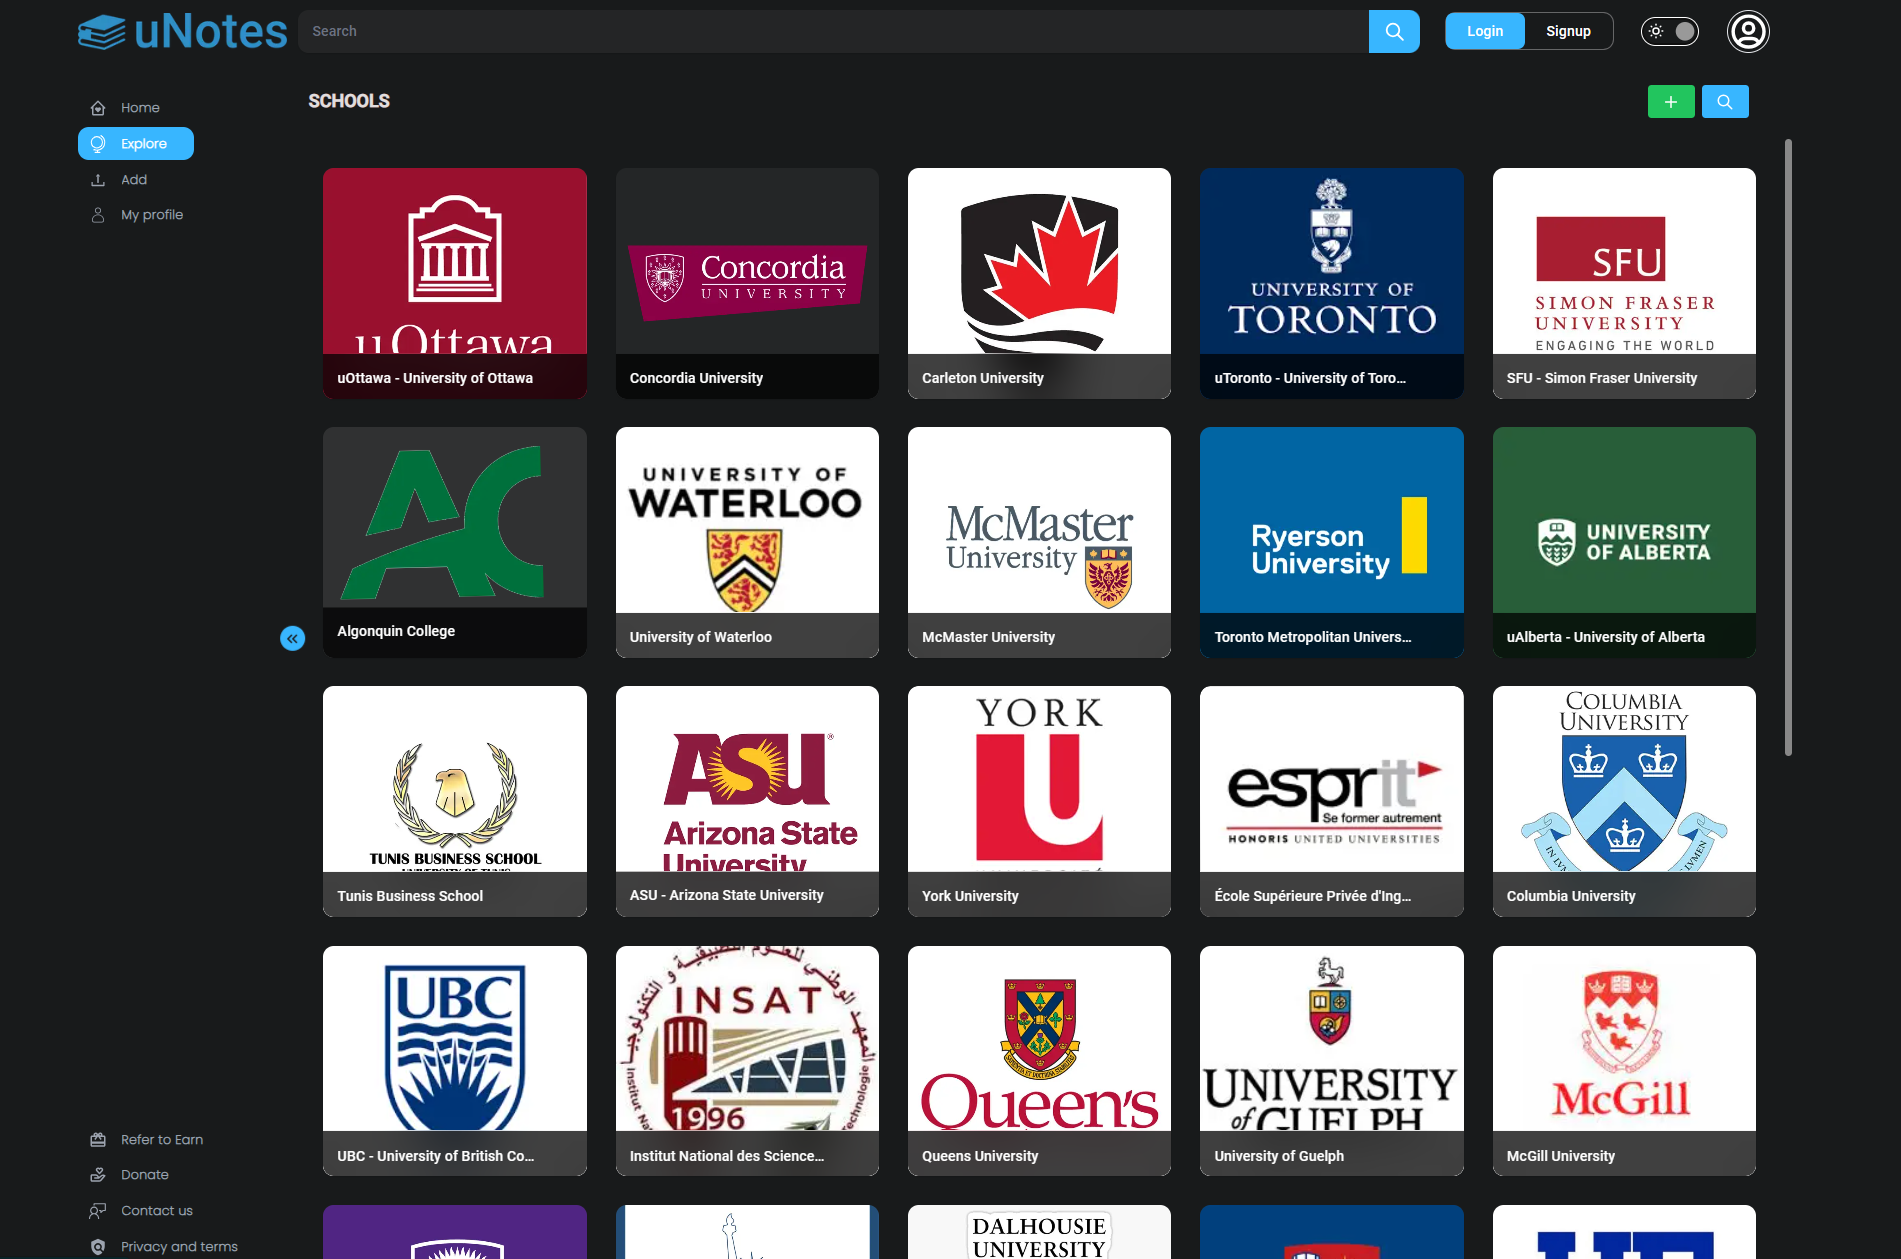 uNotes
Search
Login
Signup
Home
Explore
Add
My profile
SCHOOLS
uOttawa
uOttawa - University of Ottawa
Concordia
UNIVERSITY
Concordia University
Carleton University
UNIVERSITY OF
TORONTO
uToronto - University of Toro...
SFU
SIMON FRASER
UNIVERSITY
ENGAGING THE WORLD
SFU - Simon Fraser University
AC
Algonquin College
UNIVERSITY OF
WATERLOO
University of Waterloo
McMaster
University
McMaster University
Ryerson
University
Toronto Metropolitan Univers...
UNIVERSITY
OF ALBERTA
uAlberta - University of Alberta
TUNIS BUSINESS SCHOOL
UNIVERSITY OF TUNIS
Tunis Business School
ASU®
Arizona State
University
ASU - Arizona State University
YORK
U
York University
esprit
Se former autrement
HONORIS UNITED UNIVERSITIES
École Supérieure Privée d'Ing...
COLUMBIA
UNIVERSITY
Columbia University
UBC
UBC - University of British Co...
INSAT
1996
Institut National des Science...
Queen's
Queens University
UNIVERSITY
of GUELPH
University of Guelph
McGill
McGill University
DALHOUSIE
UNIVERSITY
Refer to Earn
Donate
Contact us
Privacy and terms